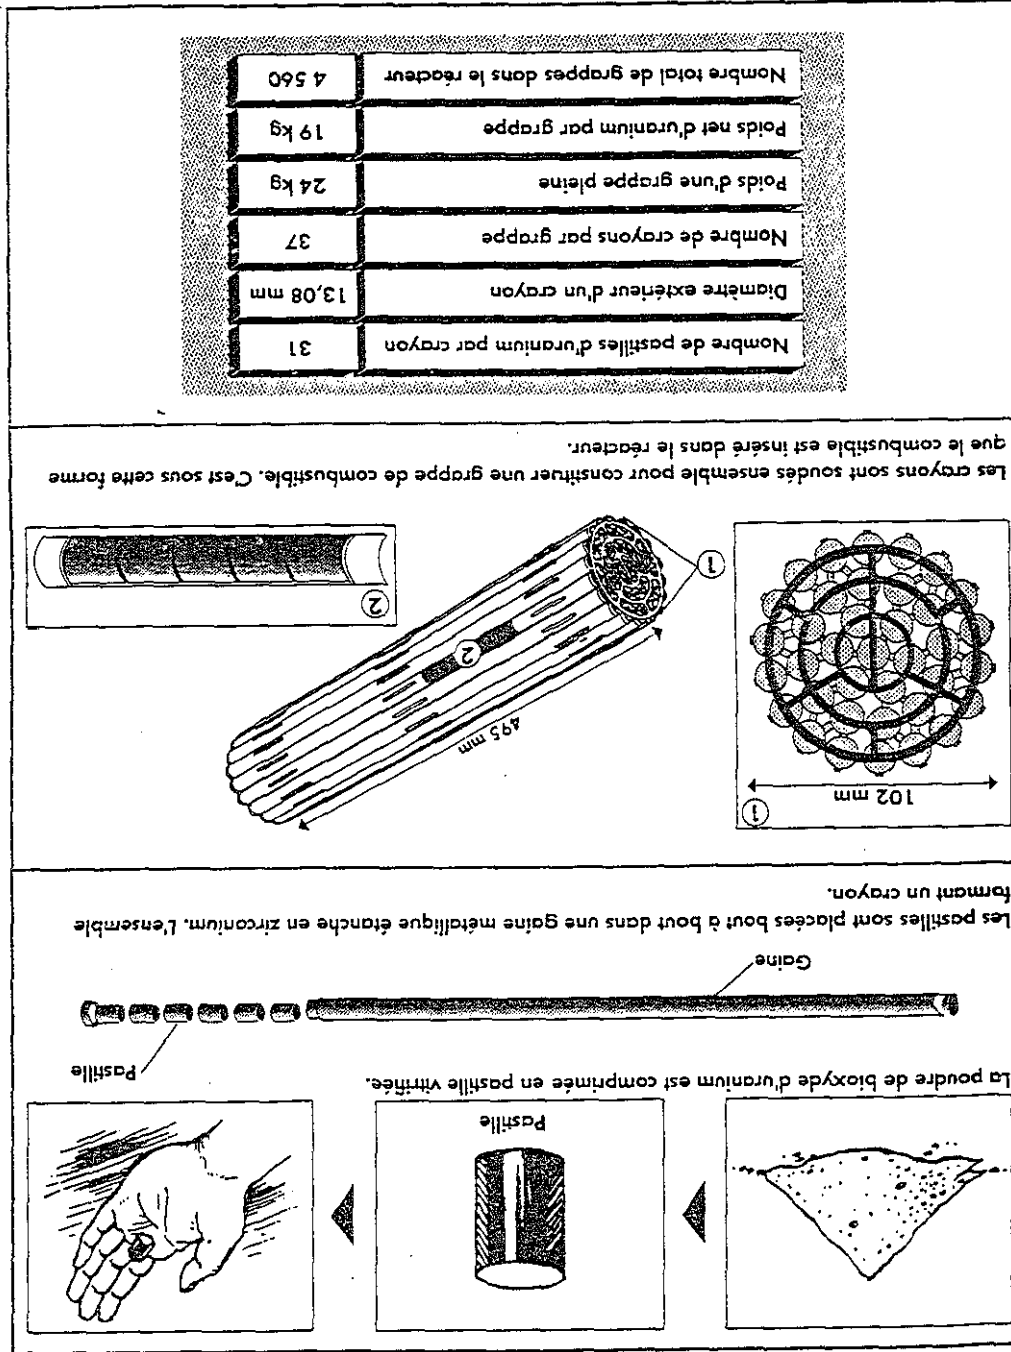 Pastille
La poudre de bioxyde d'uranium est comprimée en pastille vitrifiée.
Pastille
Gaine
Les pastilles sont placées bout à bout dans une gaine métallique étanche en zirconium. L'ensemble
formant un crayon.
1
102 mm
495 mm
1
2
2
Les crayons sont soudés ensemble pour constituer une grappe de combustible. C'est sous cette forme
que le combustible est inséré dans le réacteur.
Nombre de pastilles d'uranium par crayon 31
Diamètre extérieur d'un crayon 13,08 mm
Nombre de crayons par grappe 37
Poids d'une grappe pleine 24 kg
Poids net d'uranium par grappe 19 kg
Nombre total de grappes dans le réacteur 4 560